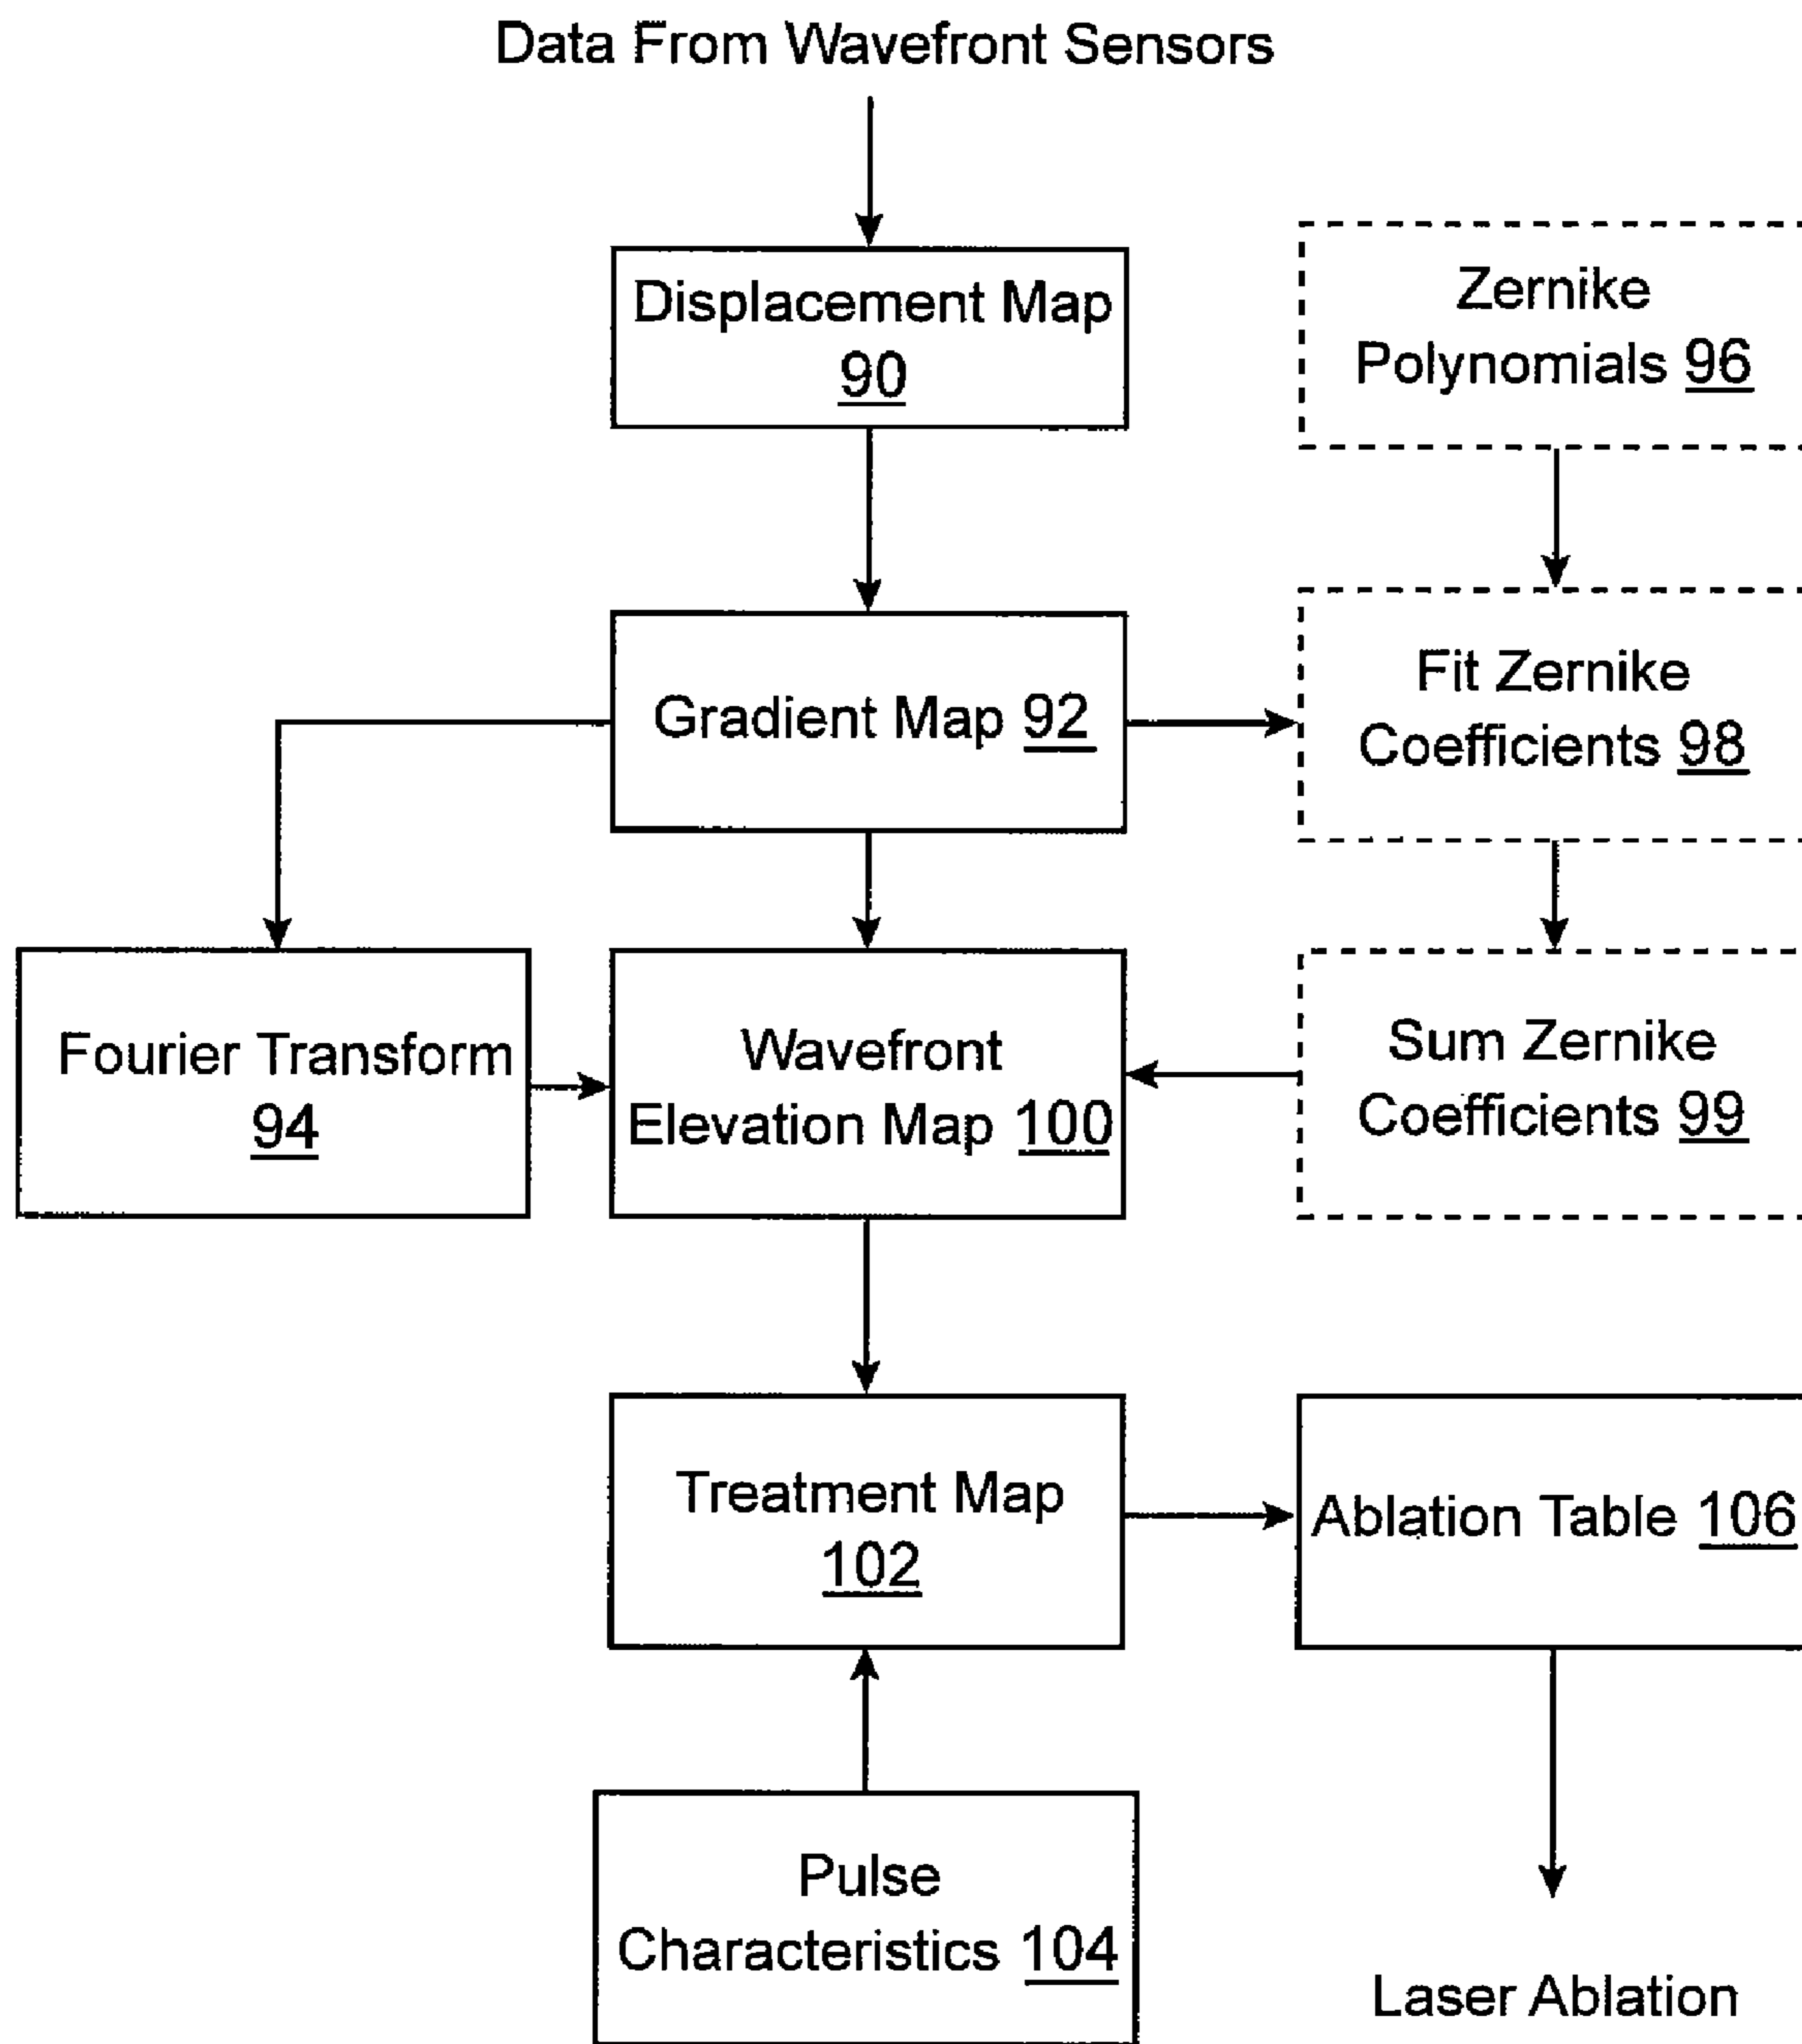 Data From Wavefront Sensors
Displacement Map
90
Zernike
Polynomials 96
Gradient Map 92
Fit Zernike
Coefficients 98
Fourier Transform
94
Wavefront
Elevation Map 100
Sum Zernike
Coefficients 99
Treatment Map
102
Ablation Table 106
Pulse
Characteristics 104
Laser Ablation